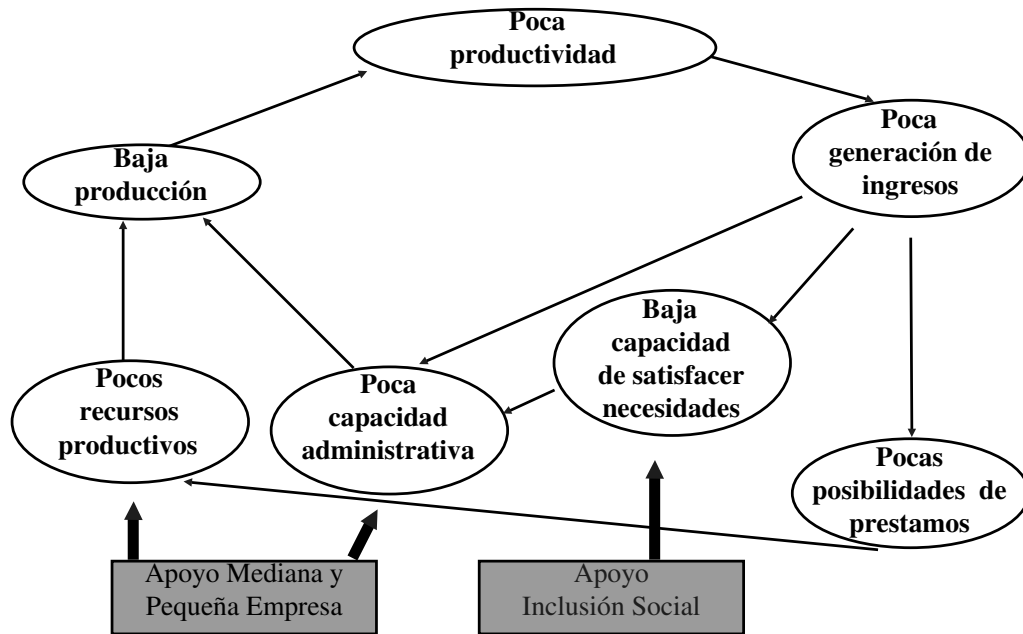 Poca
productividad
Baja
producción
Poca
generación de
ingresos
Baja
capacidad
de satisfacer
necesidades
Pocos
recursos
productivos
Poca
capacidad
administrativa
Pocas
posibilidades de
prestamos
Apoyo Mediana y
Pequeña Empresa
Apoyo
Inclusión Social